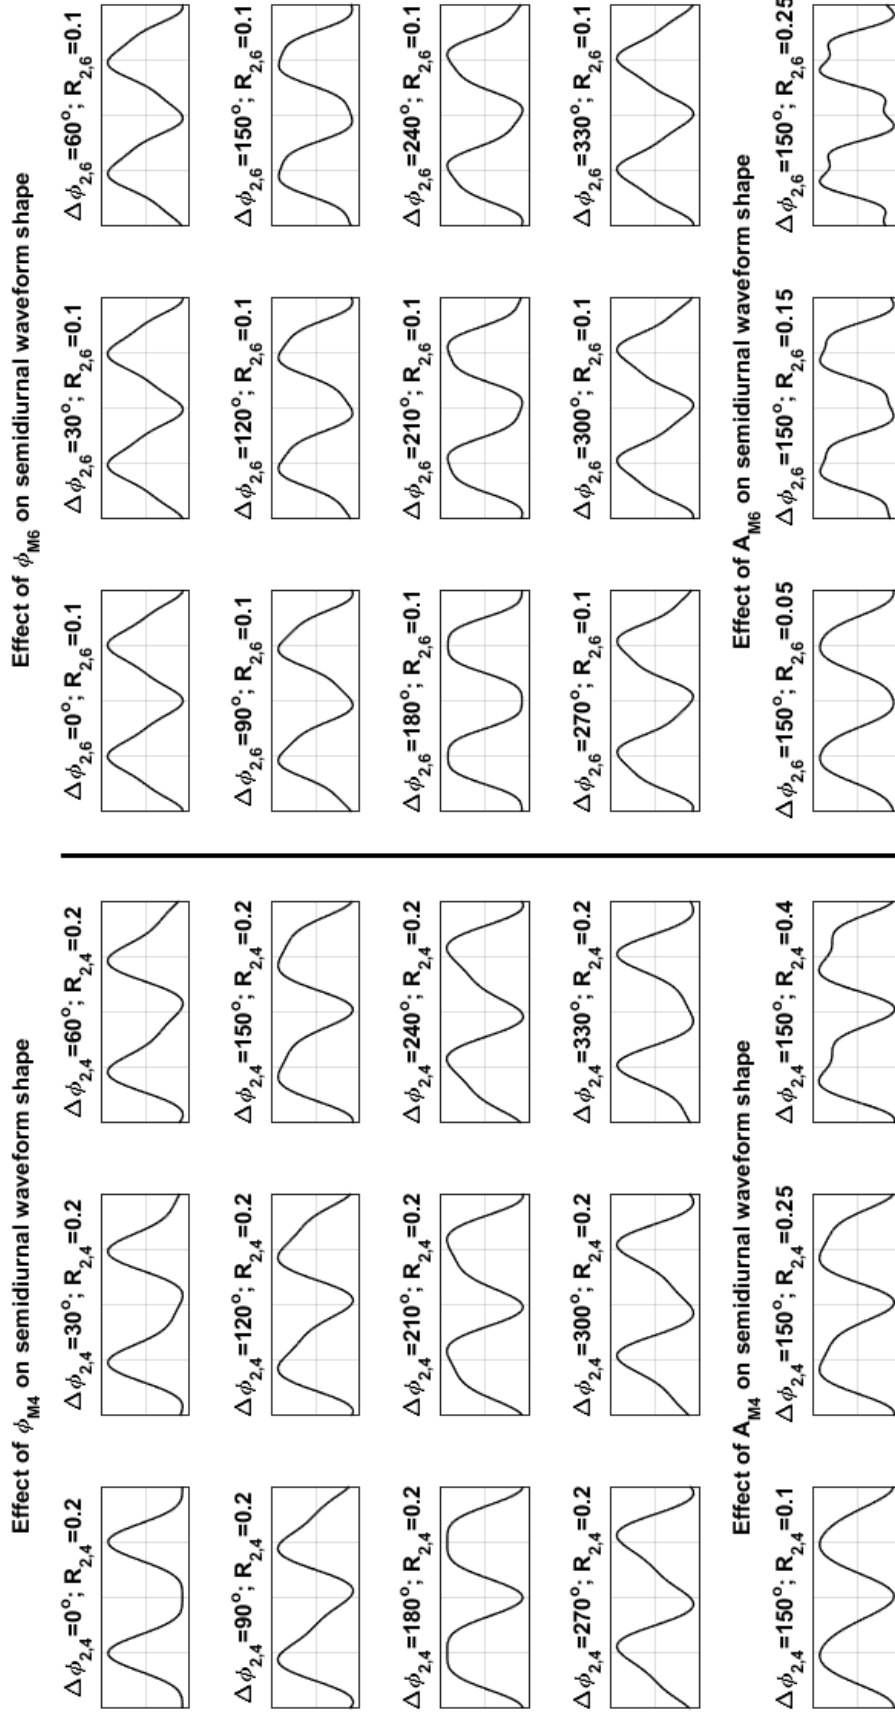 Effect of ϕM4 on semidiurnal waveform shape
Δϕ2,4=0°; R2,4=0.2
Δϕ2,4=30°; R2,4=0.2
Δϕ2,4=60°; R2,4=0.2
Δϕ2,4=90°; R2,4=0.2
Δϕ2,4=120°; R2,4=0.2
Δϕ2,4=150°; R2,4=0.2
Δϕ2,4=180°; R2,4=0.2
Δϕ2,4=210°; R2,4=0.2
Δϕ2,4=240°; R2,4=0.2
Δϕ2,4=270°; R2,4=0.2
Δϕ2,4=300°; R2,4=0.2
Δϕ2,4=330°; R2,4=0.2
Effect of AM4 on semidiurnal waveform shape
Δϕ2,4=150°; R2,4=0.1
Δϕ2,4=150°; R2,4=0.25
Δϕ2,4=150°; R2,4=0.4
Effect of ϕM6 on semidiurnal waveform shape
Δϕ2,6=0°; R2,6=0.1
Δϕ2,6=30°; R2,6=0.1
Δϕ2,6=60°; R2,6=0.1
Δϕ2,6=90°; R2,6=0.1
Δϕ2,6=120°; R2,6=0.1
Δϕ2,6=150°; R2,6=0.1
Δϕ2,6=180°; R2,6=0.1
Δϕ2,6=210°; R2,6=0.1
Δϕ2,6=240°; R2,6=0.1
Δϕ2,6=270°; R2,6=0.1
Δϕ2,6=300°; R2,6=0.1
Δϕ2,6=330°; R2,6=0.1
Effect of AM6 on semidiurnal waveform shape
Δϕ2,6=150°; R2,6=0.05
Δϕ2,6=150°; R2,6=0.15
Δϕ2,6=150°; R2,6=0.25